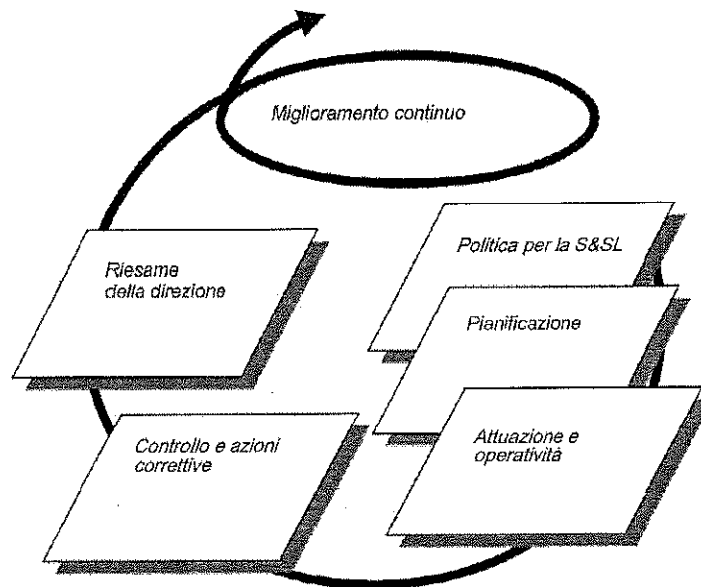 Miglioramento continuo
Politica per la S&SL
Pianificazione
Attuazione e
operatività
Controllo e azioni
correttive
Riesame
della direzione